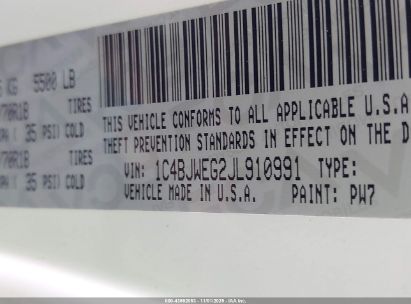 KG 5500 LB
TIRES
35 PSI) COLD
TIRES
35 PSI) COLD
THIS VEHICLE CONFORMS TO ALL APPLICABLE U.S.A
THEFT PREVENTION STANDARDS IN EFFECT ON THE D
VIN: 1C4BJWEG2JL910991 TYPE:
VEHICLE MADE IN U.S.A. PAINT: PW7